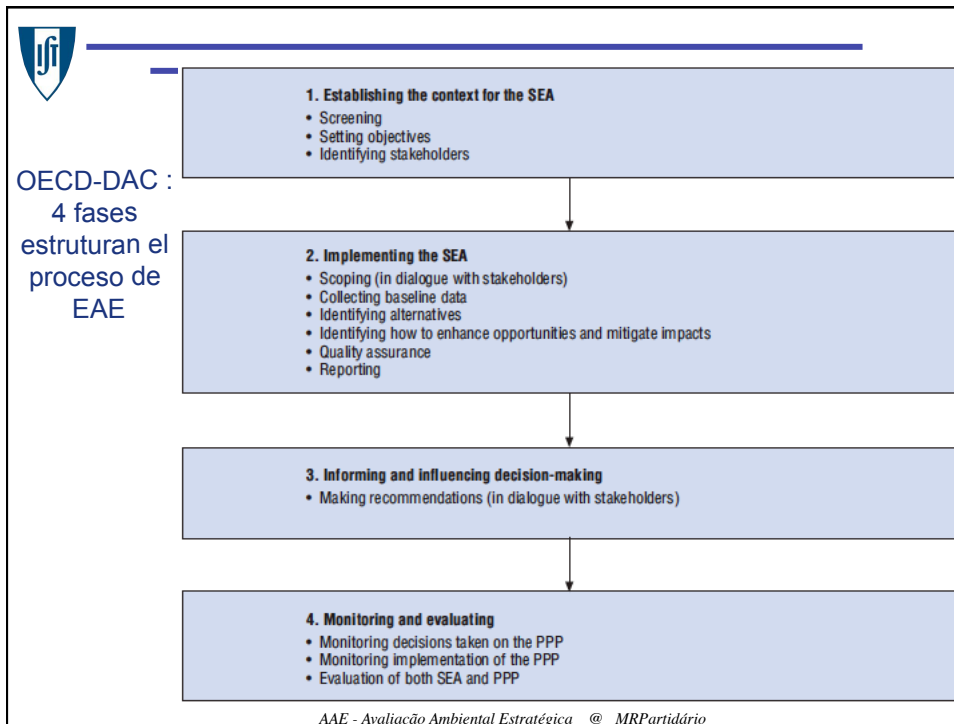 IST
OECD-DAC :
4 fases
estruturan el
proceso de
EAE
1. Establishing the context for the SEA
• Screening
• Setting objectives
• Identifying stakeholders
2. Implementing the SEA
• Scoping (in dialogue with stakeholders)
• Collecting baseline data
• Identifying alternatives
• Identifying how to enhance opportunities and mitigate impacts
• Quality assurance
• Reporting
3. Informing and influencing decision-making
• Making recommendations (in dialogue with stakeholders)
4. Monitoring and evaluating
• Monitoring decisions taken on the PPP
• Monitoring implementation of the PPP
• Evaluation of both SEA and PPP
AAE - Avaliação Ambiental Estratégica @ MRPartidário